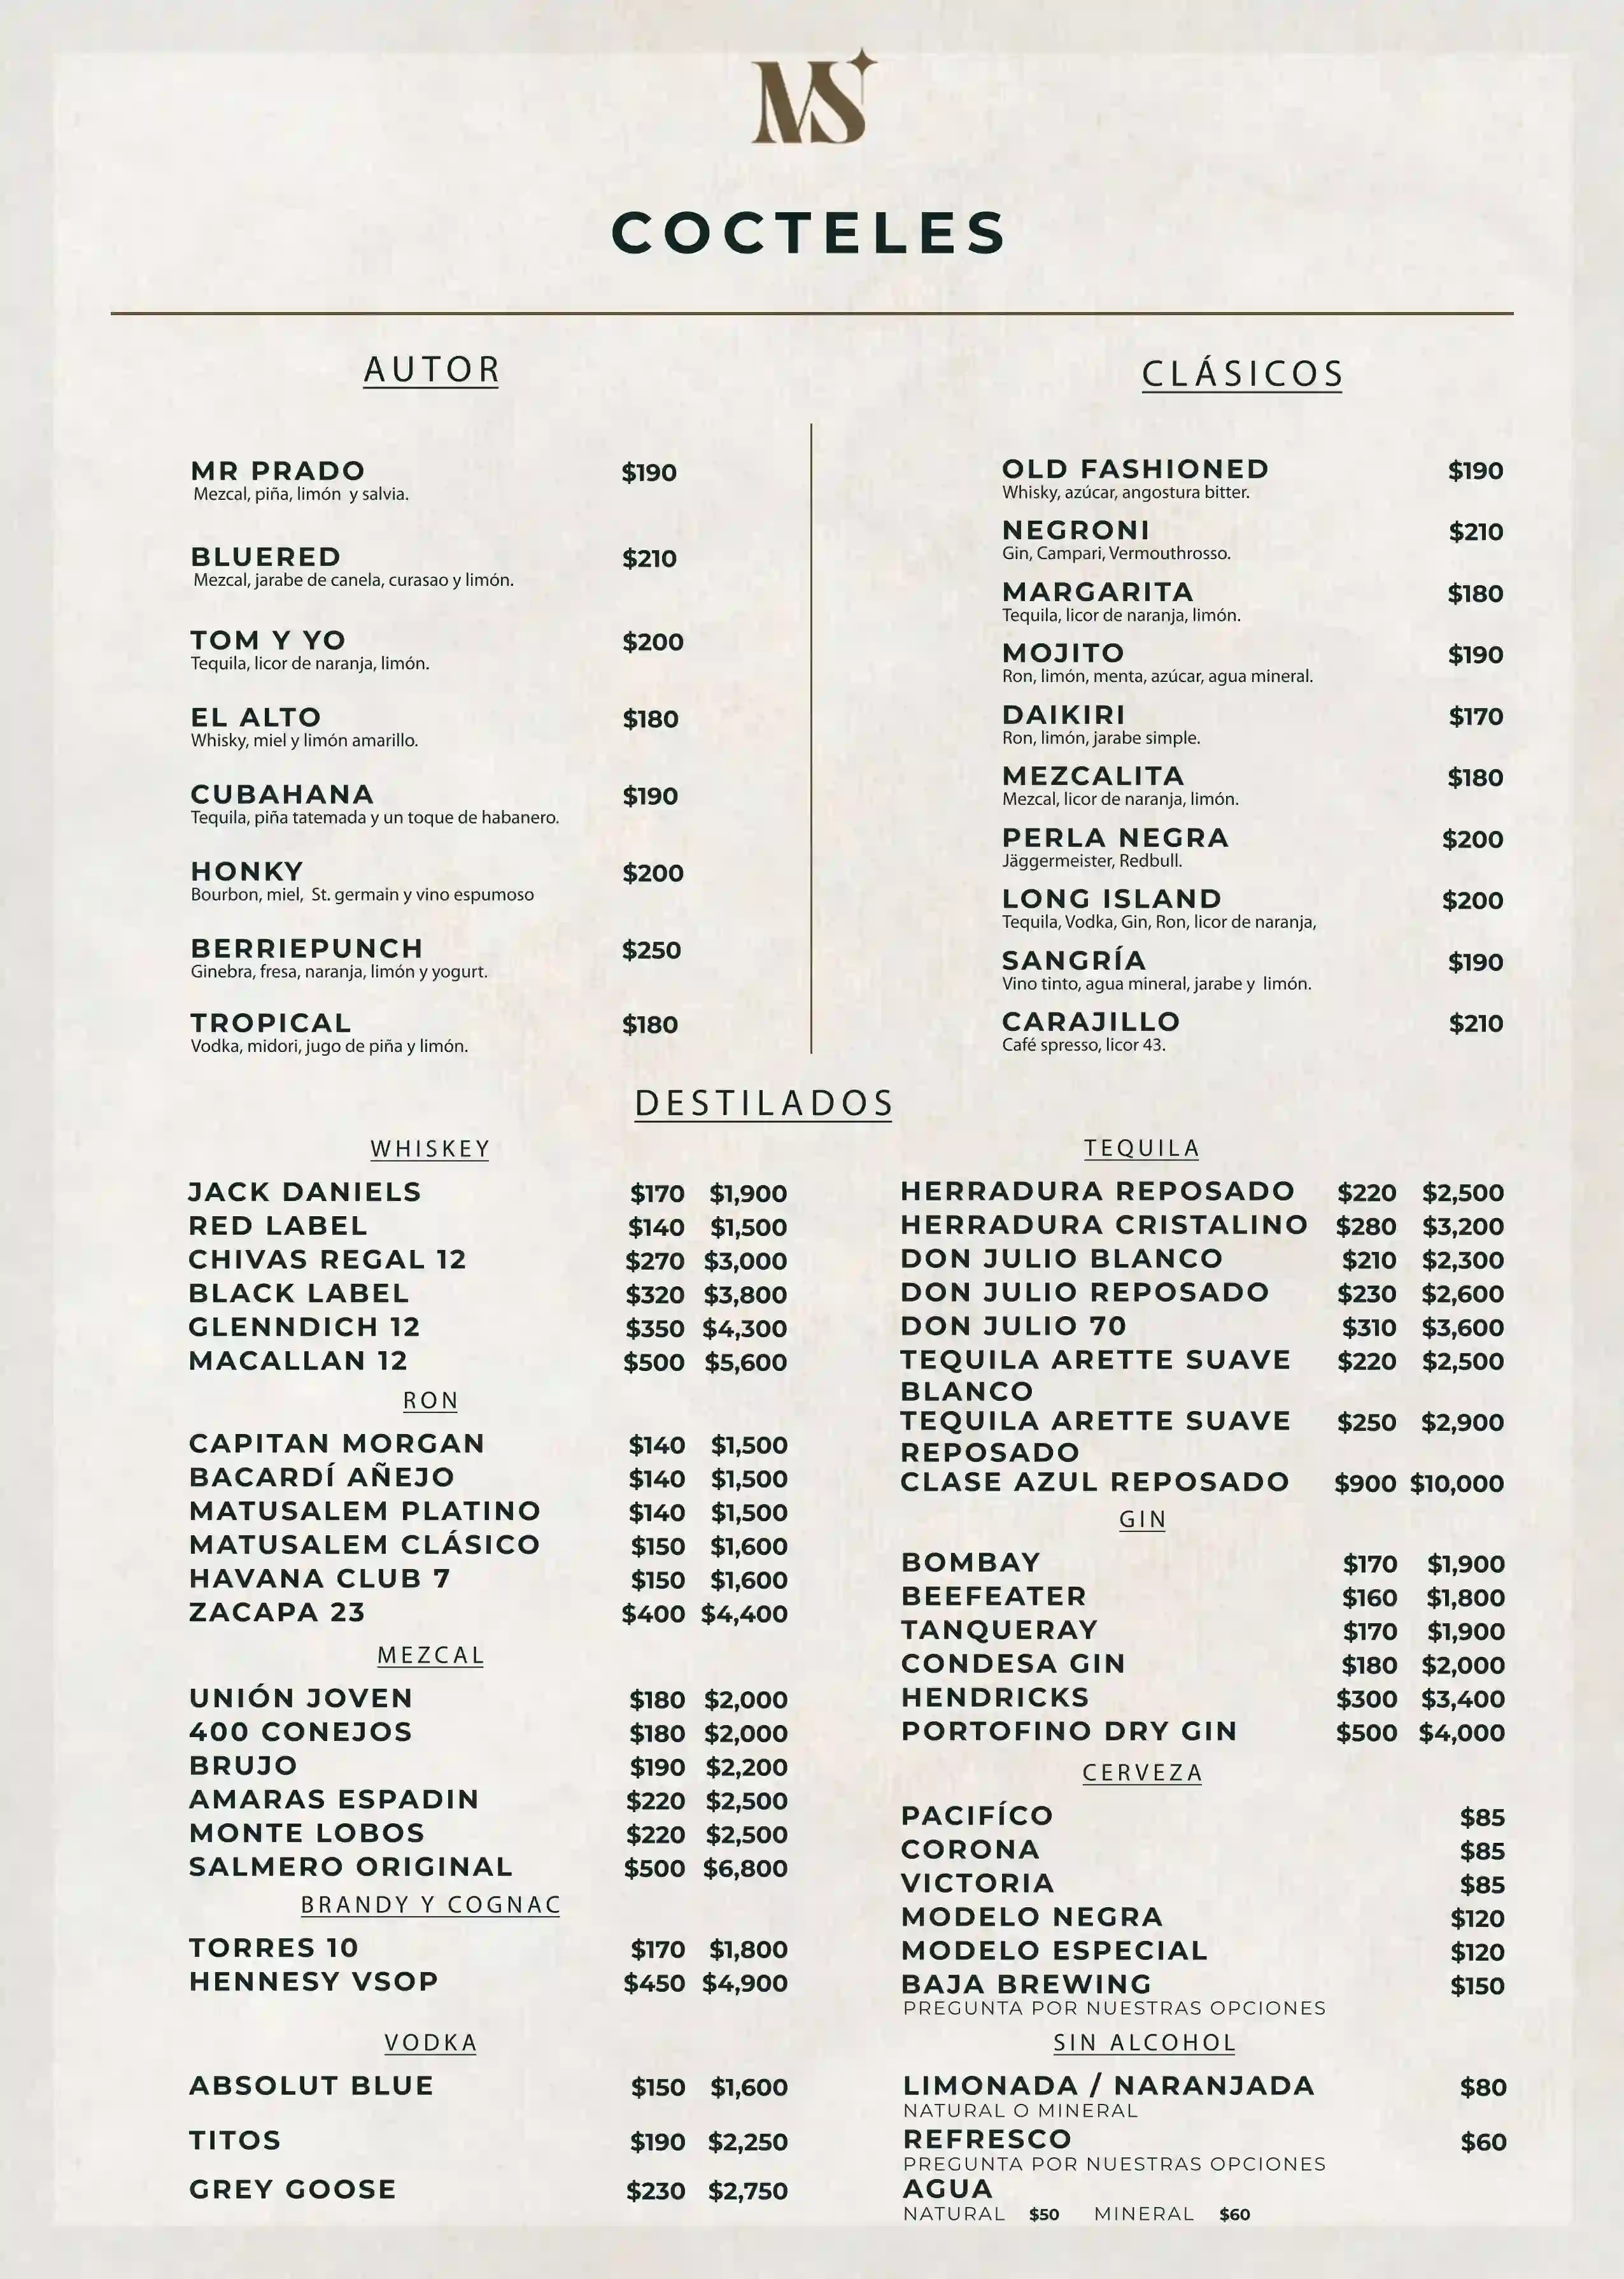 MS
COCTELES
AUTOR
MR PRADO $190
Mezcal, piña, limón y salvia.
BLUERED $210
Mezcal, jarabe de canela, curasao y limón.
TOM Y YO $200
Tequila, licor de naranja, limón.
EL ALTO $180
Whisky, miel y limón amarillo.
CUBAHANA $190
Tequila, piña tatemada y un toque de habanero.
HONKY $200
Bourbon, miel, St. germain y vino espumoso
BERRIEPUNCH $250
Ginebra, fresa, naranja, limón y yogurt.
TROPICAL $180
Vodka, midori, jugo de piña y limón.
CLÁSICOS
OLD FASHIONED $190
Whisky, azúcar, angostura bitter.
NEGRONI $210
Gin, Campari, Vermouthrosso.
MARGARITA $180
Tequila, licor de naranja, limón.
MOJITO $190
Ron, limón, menta, azúcar, agua mineral.
DAIKIRI $170
Ron, limón, jarabe simple.
MEZCALITA $180
Mezcal, licor de naranja, limón.
PERLA NEGRA $200
Jäggermeister, Redbull.
LONG ISLAND $200
Tequila, Vodka, Gin, Ron, licor de naranja,
SANGRÍA $190
Vino tinto, agua mineral, jarabe y limón.
CARAJILLO $210
Café spresso, licor 43.
DESTILADOS
WHISKEY
JACK DANIELS $170 $1,900
RED LABEL $140 $1,500
CHIVAS REGAL 12 $270 $3,000
BLACK LABEL $320 $3,800
GLENNDICH 12 $350 $4,300
MACALLAN 12 $500 $5,600
RON
CAPITAN MORGAN $140 $1,500
BACARDÍ AÑEJO $140 $1,500
MATUSALEM PLATINO $140 $1,500
MATUSALEM CLÁSICO $150 $1,600
HAVANA CLUB 7 $150 $1,600
ZACAPA 23 $400 $4,400
MEZCAL
UNIÓN JOVEN $180 $2,000
400 CONEJOS $180 $2,000
BRUJO $190 $2,200
AMARAS ESPADIN $220 $2,500
MONTE LOBOS $220 $2,500
SALMERO ORIGINAL $500 $6,800
BRANDY Y COGNAC
TORRES 10 $170 $1,800
HENNESY VSOP $450 $4,900
VODKA
ABSOLUT BLUE $150 $1,600
TITOS $190 $2,250
GREY GOOSE $230 $2,750
TEQUILA
HERRADURA REPOSADO $220 $2,500
HERRADURA CRISTALINO $280 $3,200
DON JULIO BLANCO $210 $2,300
DON JULIO REPOSADO $230 $2,600
DON JULIO 70 $310 $3,600
TEQUILA ARETTE SUAVE $220 $2,500
BLANCO
TEQUILA ARETTE SUAVE $250 $2,900
REPOSADO
CLASE AZUL REPOSADO $900 $10,000
GIN
BOMBAY $170 $1,900
BEEFEATER $160 $1,800
TANQUERAY $170 $1,900
CONDESA GIN $180 $2,000
HENDRICKS $300 $3,400
PORTOFINO DRY GIN $500 $4,000
CERVEZA
PACIFÍCO $85
CORONA $85
VICTORIA $85
MODELO NEGRA $120
MODELO ESPECIAL $120
BAJA BREWING $150
PREGUNTA POR NUESTRAS OPCIONES
SIN ALCOHOL
LIMONADA / NARANJADA $80
NATURAL O MINERAL
REFRESCO $60
PREGUNTA POR NUESTRAS OPCIONES
AGUA
NATURAL $50 MINERAL $60